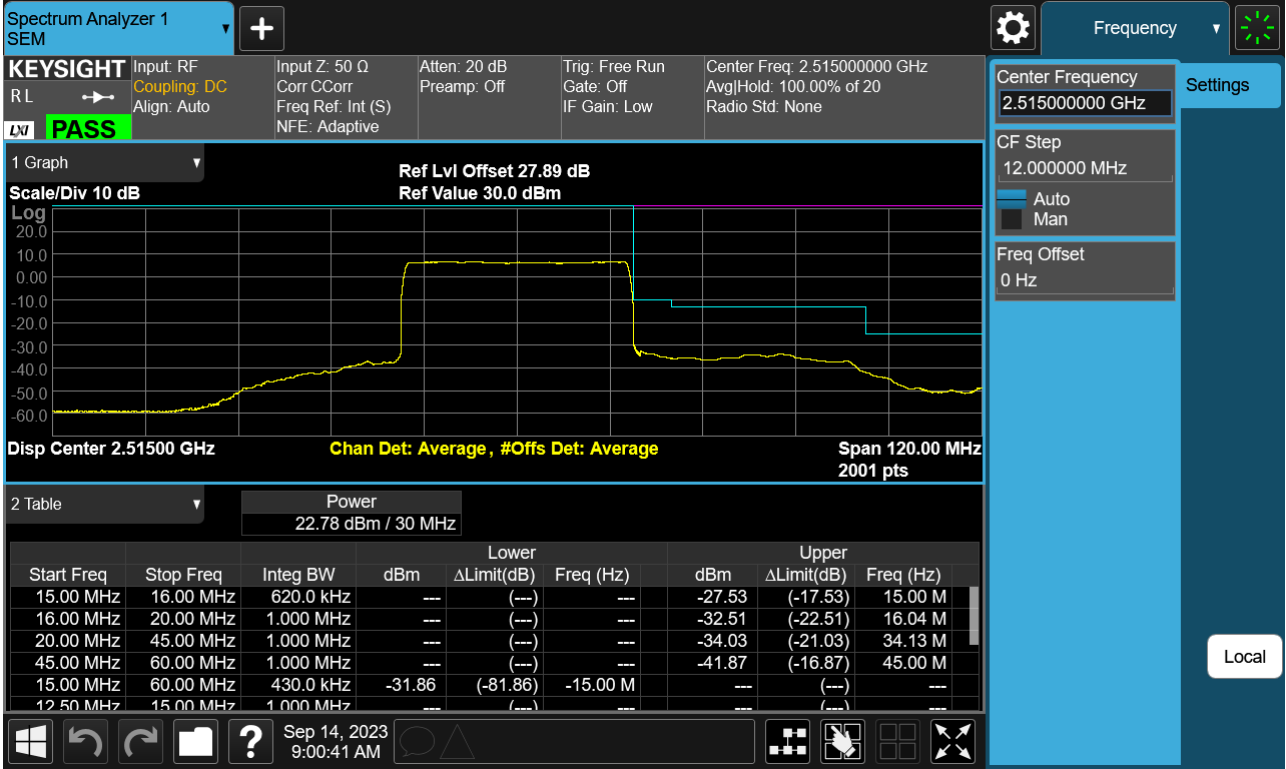 Spectrum Analyzer 1
SEM
Frequency
KEYSIGHT
R L
LXI
PASS
Input: RF
Coupling: DC
Align: Auto
Input Z: 50 Ω
Corr CCorr
Freq Ref: Int (S)
NFE: Adaptive
Atten: 20 dB
Preamp: Off
Trig: Free Run
Gate: Off
IF Gain: Low
Center Freq: 2.515000000 GHz
Avg|Hold: 100.00% of 20
Radio Std: None
Center Frequency
2.515000000 GHz
Settings
CF Step
12.000000 MHz
Auto
Man
Freq Offset
0 Hz
Local
1 Graph
Scale/Div 10 dB
Ref Lvl Offset 27.89 dB
Ref Value 30.0 dBm
Log
20.0
10.0
0.00
-10.0
-20.0
-30.0
-40.0
-50.0
-60.0
Disp Center 2.51500 GHz
Chan Det: Average , #Offs Det: Average
Span 120.00 MHz
2001 pts
2 Table
Power
22.78 dBm / 30 MHz
Lower Upper
Start Freq Stop Freq Integ BW dBm ΔLimit(dB) Freq (Hz) dBm ΔLimit(dB) Freq (Hz)
15.00 MHz 16.00 MHz 620.0 kHz --- (---) --- -27.53 (-17.53) 15.00 M
16.00 MHz 20.00 MHz 1.000 MHz --- (---) --- -32.51 (-22.51) 16.04 M
20.00 MHz 45.00 MHz 1.000 MHz --- (---) --- -34.03 (-21.03) 34.13 M
45.00 MHz 60.00 MHz 1.000 MHz --- (---) --- -41.87 (-16.87) 45.00 M
15.00 MHz 60.00 MHz 430.0 kHz -31.86 (-81.86) -15.00 M --- (---) ---
12.50 MHz 15.00 MHz 1.000 MHz --- (---) --- --- (---) ---
?
Sep 14, 2023
9:00:41 AM